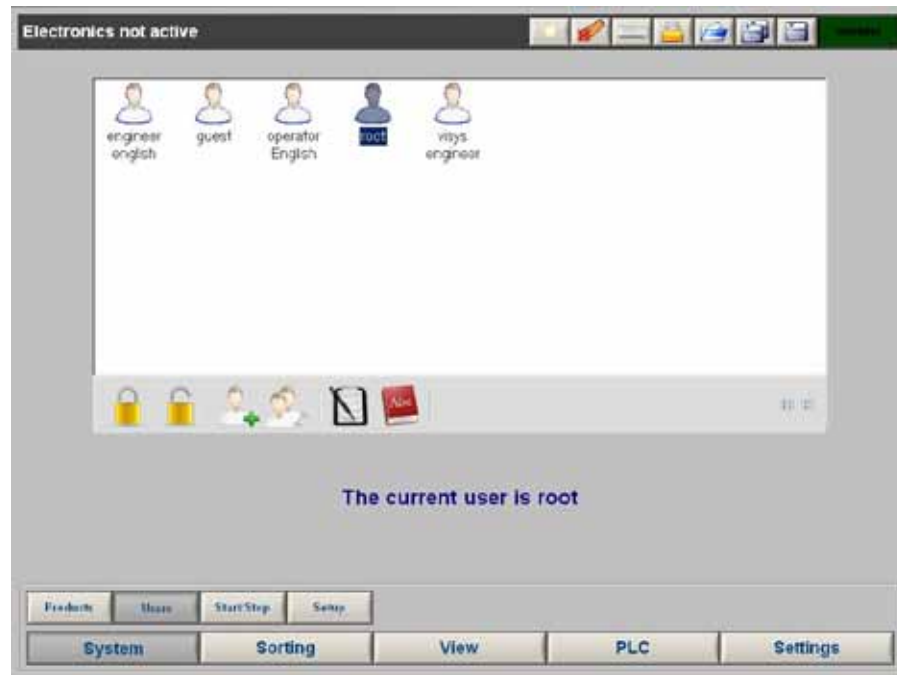 Electronics not active
engineer english
guest
operator English
root
visys engineer
Abc
The current user is root
Products Users Start Stop Setup
System Sorting View PLC Settings